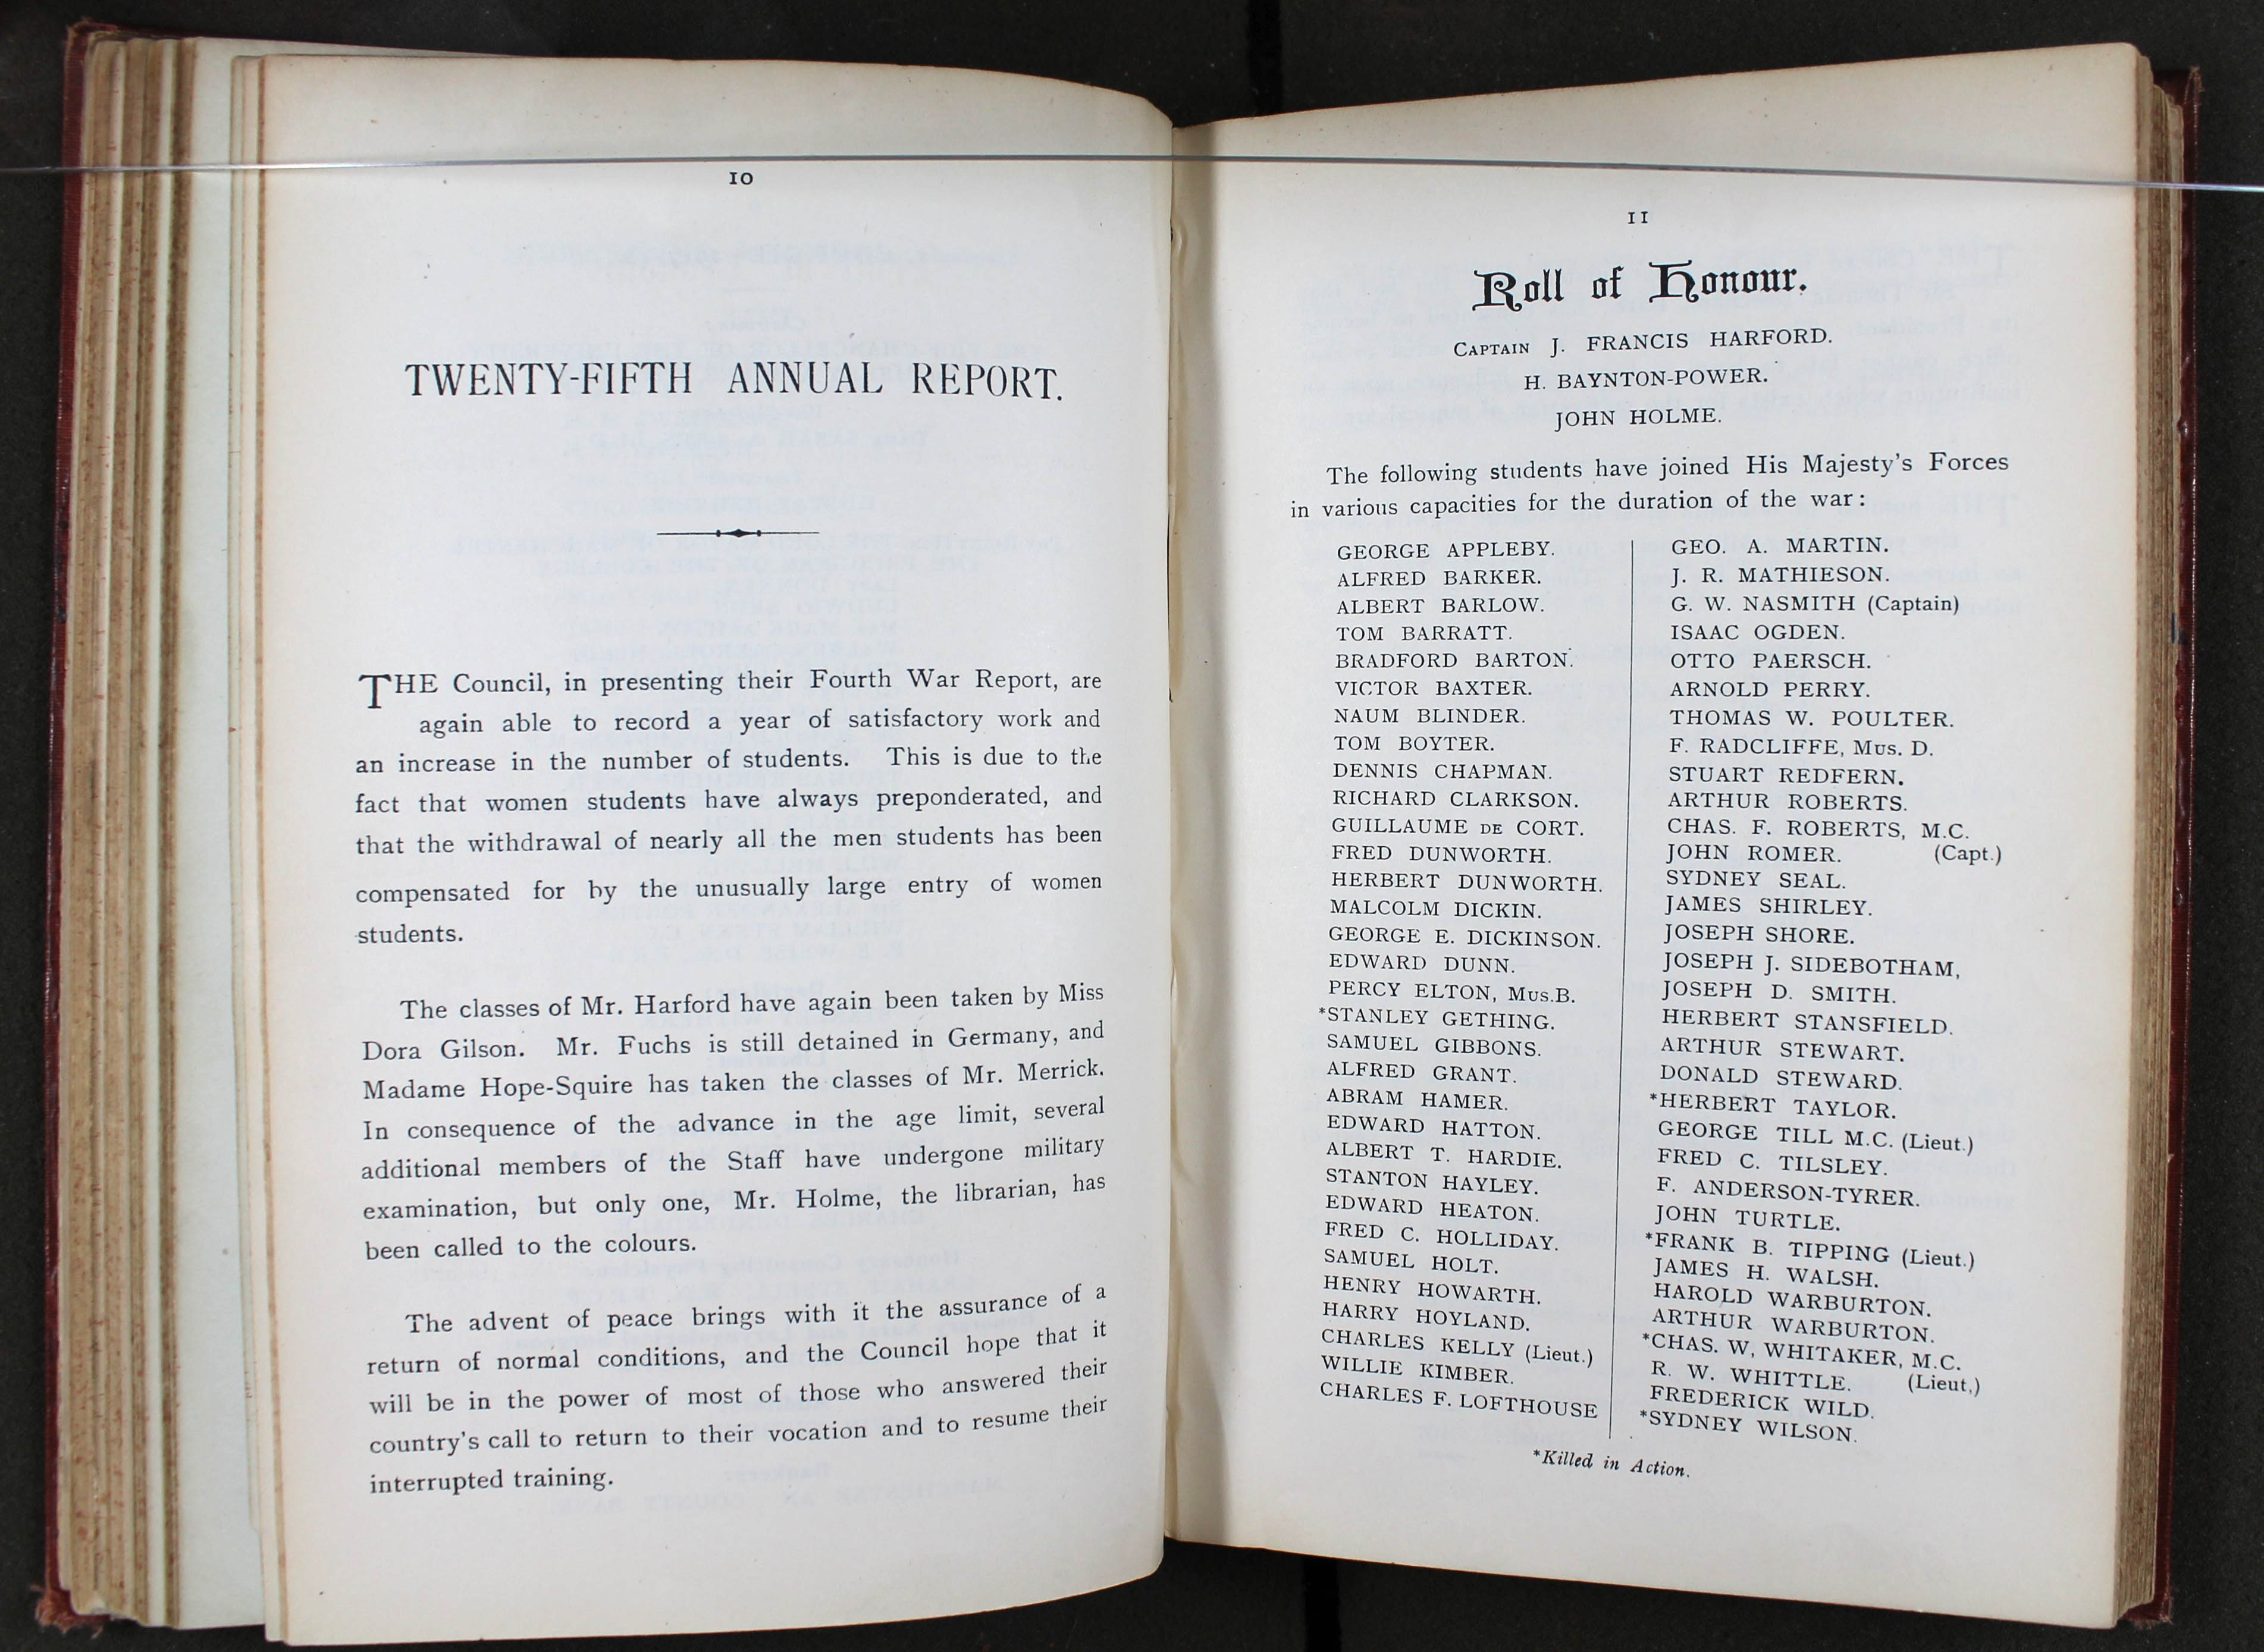 10
TWENTY-FIFTH ANNUAL REPORT.
THE Council, in presenting their Fourth War Report, are
again able to record a year of satisfactory work and
an increase in the number of students. This is due to the
fact that women students have always preponderated, and
that the withdrawal of nearly all the men students has been
compensated for by the unusually large entry of women
students.
The classes of Mr. Harford have again been taken by Miss
Dora Gilson. Mr. Fuchs is still detained in Germany, and
Madame Hope-Squire has taken the classes of Mr. Merrick.
In consequence of the advance in the age limit, several
additional members of the Staff have undergone military
examination, but only one, Mr. Holme, the librarian, has
been called to the colours.
The advent of peace brings with it the assurance of a
return of normal conditions, and the Council hope that it
will be in the power of most of those who answered their
country's call to return to their vocation and to resume their
interrupted training.
11
Roll of Honour.
CAPTAIN J. FRANCIS HARFORD.
H. BAYNTON-POWER.
JOHN HOLME.
The following students have joined His Majesty's Forces
in various capacities for the duration of the war:
GEORGE APPLEBY.
ALFRED BARKER.
ALBERT BARLOW.
TOM BARRATT.
BRADFORD BARTON.
VICTOR BAXTER.
NAUM BLINDER.
TOM BOYTER.
DENNIS CHAPMAN.
RICHARD CLARKSON.
GUILLAUME DE CORT.
FRED DUNWORTH.
HERBERT DUNWORTH.
MALCOLM DICKIN.
GEORGE E. DICKINSON.
EDWARD DUNN.
PERCY ELTON, Mus.B.
*STANLEY GETHING.
SAMUEL GIBBONS.
ALFRED GRANT.
ABRAM HAMER.
EDWARD HATTON.
ALBERT T. HARDIE.
STANTON HAYLEY.
EDWARD HEATON.
FRED C. HOLLIDAY.
SAMUEL HOLT.
HENRY HOWARTH.
HARRY HOYLAND.
CHARLES KELLY (Lieut.)
WILLIE KIMBER.
CHARLES F. LOFTHOUSE
GEO. A. MARTIN.
J. R. MATHIESON.
G. W. NASMITH (Captain)
ISAAC OGDEN.
OTTO PAERSCH.
ARNOLD PERRY.
THOMAS W. POULTER.
F. RADCLIFFE, Mus. D.
STUART REDFERN.
ARTHUR ROBERTS.
CHAS. F. ROBERTS, M.C.
JOHN ROMER. (Capt.)
SYDNEY SEAL.
JAMES SHIRLEY.
JOSEPH SHORE.
JOSEPH J. SIDEBOTHAM,
JOSEPH D. SMITH.
HERBERT STANSFIELD.
ARTHUR STEWART.
DONALD STEWARD.
*HERBERT TAYLOR.
GEORGE TILL M.C. (Lieut.)
FRED C. TILSLEY.
F. ANDERSON-TYRER.
JOHN TURTLE.
*FRANK B. TIPPING (Lieut.)
JAMES H. WALSH.
HAROLD WARBURTON.
ARTHUR WARBURTON.
*CHAS. W, WHITAKER, M.C.
R. W. WHITTLE. (Lieut,)
FREDERICK WILD.
*SYDNEY WILSON.
*Killed in Action.